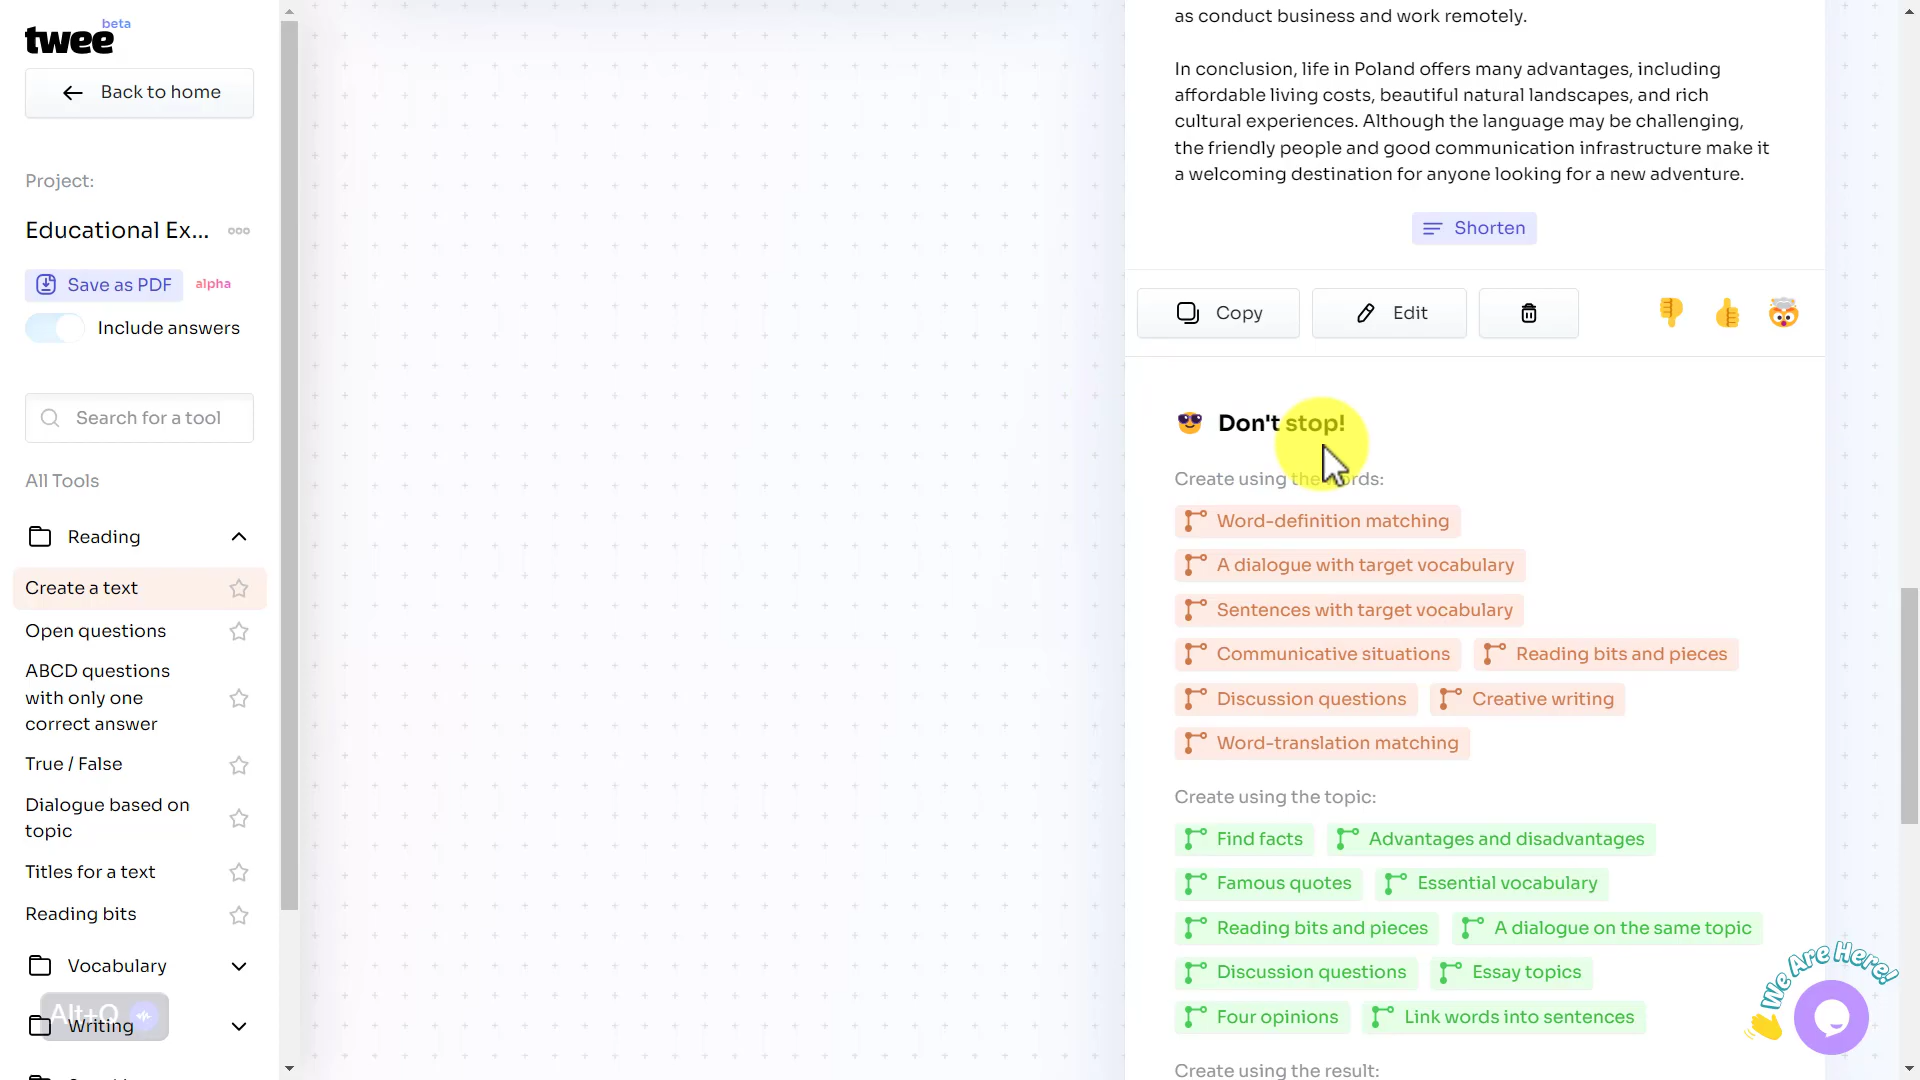 beta
twee
Back to home
Project:
Educational Ex...
Save as PDF alpha
Include answers
Search for a tool
All Tools
Reading
Create a text
Open questions
ABCD questions
with only one
correct answer
True / False
Dialogue based on
topic
Titles for a text
Reading bits
Vocabulary
Alt+Q
Writing
as conduct business and work remotely.
In conclusion, life in Poland offers many advantages, including
affordable living costs, beautiful natural landscapes, and rich
cultural experiences. Although the language may be challenging,
the friendly people and good communication infrastructure make it
a welcoming destination for anyone looking for a new adventure.
Shorten
Copy Edit
Don't stop!
Create using the words:
Word-definition matching
A dialogue with target vocabulary
Sentences with target vocabulary
Communicative situations Reading bits and pieces
Discussion questions Creative writing
Word-translation matching
Create using the topic:
Find facts Advantages and disadvantages
Famous quotes Essential vocabulary
Reading bits and pieces A dialogue on the same topic
Discussion questions Essay topics
Four opinions Link words into sentences
Create using the result:
We Are Here!